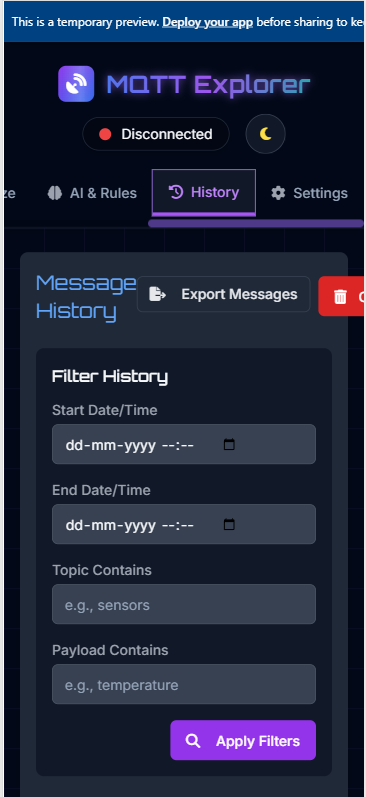 This is a temporary preview. Deploy your app before sharing to
MQTT Explorer
Disconnected
AI & Rules
History
Settings
Message
History
Export Messages
Filter History
Start Date/Time
dd-mm-yyyy --:--
End Date/Time
dd-mm-yyyy --:--
Topic Contains
e.g., sensors
Payload Contains
e.g., temperature
Apply Filters